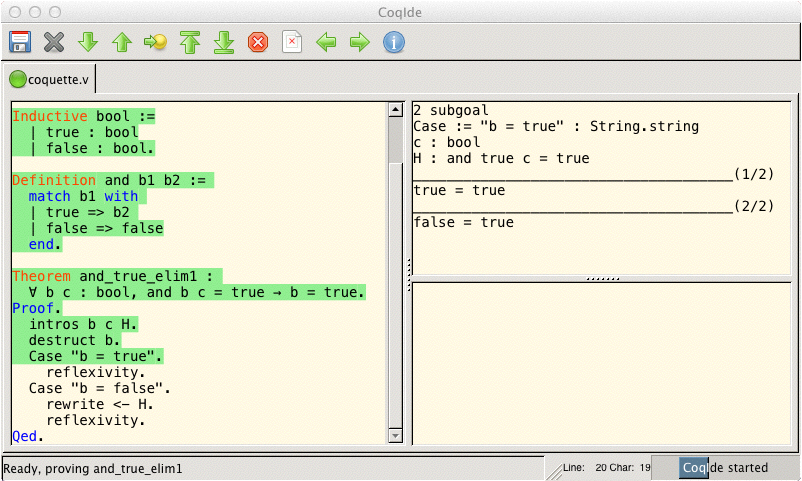 CoqIde
coquette.v
Inductive bool :=
| true : bool
| false : bool.
Definition and b1 b2 :=
match b1 with
| true => b2
| false => false
end.
Theorem and_true_elim1 :
∀ b c : bool, and b c = true → b = true.
Proof.
intros b c H.
destruct b.
Case "b = true".
reflexivity.
Case "b = false".
rewrite <- H.
reflexivity.
Qed.
2 subgoal
Case := "b = true" : String.string
c : bool
H : and true c = true
______________________________________(1/2)
true = true
______________________________________(2/2)
false = true
Ready, proving and_true_elim1
Line: 20 Char: 19
CoqIde started